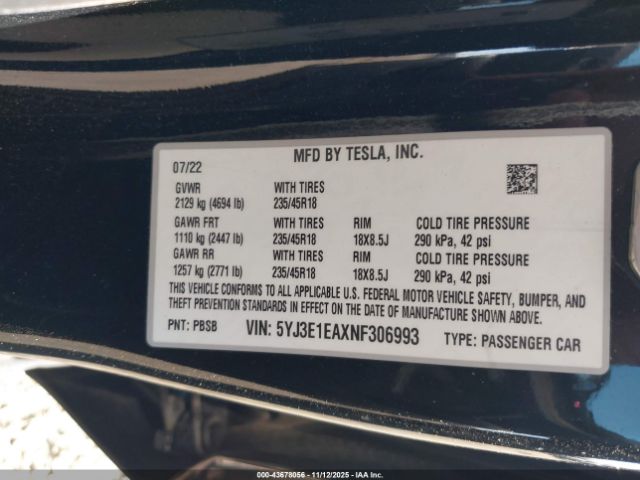 MFD BY TESLA, INC.
07/22
GVWR WITH TIRES
2129 kg (4694 lb) 235/45R18
GAWR FRT WITH TIRES RIM COLD TIRE PRESSURE
1110 kg (2447 lb) 235/45R18 18X8.5J 290 kPa, 42 psi
GAWR RR WITH TIRES RIM COLD TIRE PRESSURE
1257 kg (2771 lb) 235/45R18 18X8.5J 290 kPa, 42 psi
THIS VEHICLE CONFORMS TO ALL APPLICABLE U.S. FEDERAL MOTOR VEHICLE SAFETY, BUMPER, AND
THEFT PREVENTION STANDARDS IN EFFECT ON THE DATE OF MANUFACTURE SHOWN ABOVE.
PNT: PBSB VIN: 5YJ3E1EAXNF306993 TYPE: PASSENGER CAR
000-43678056 - 11/12/2025 - IAAI.COM